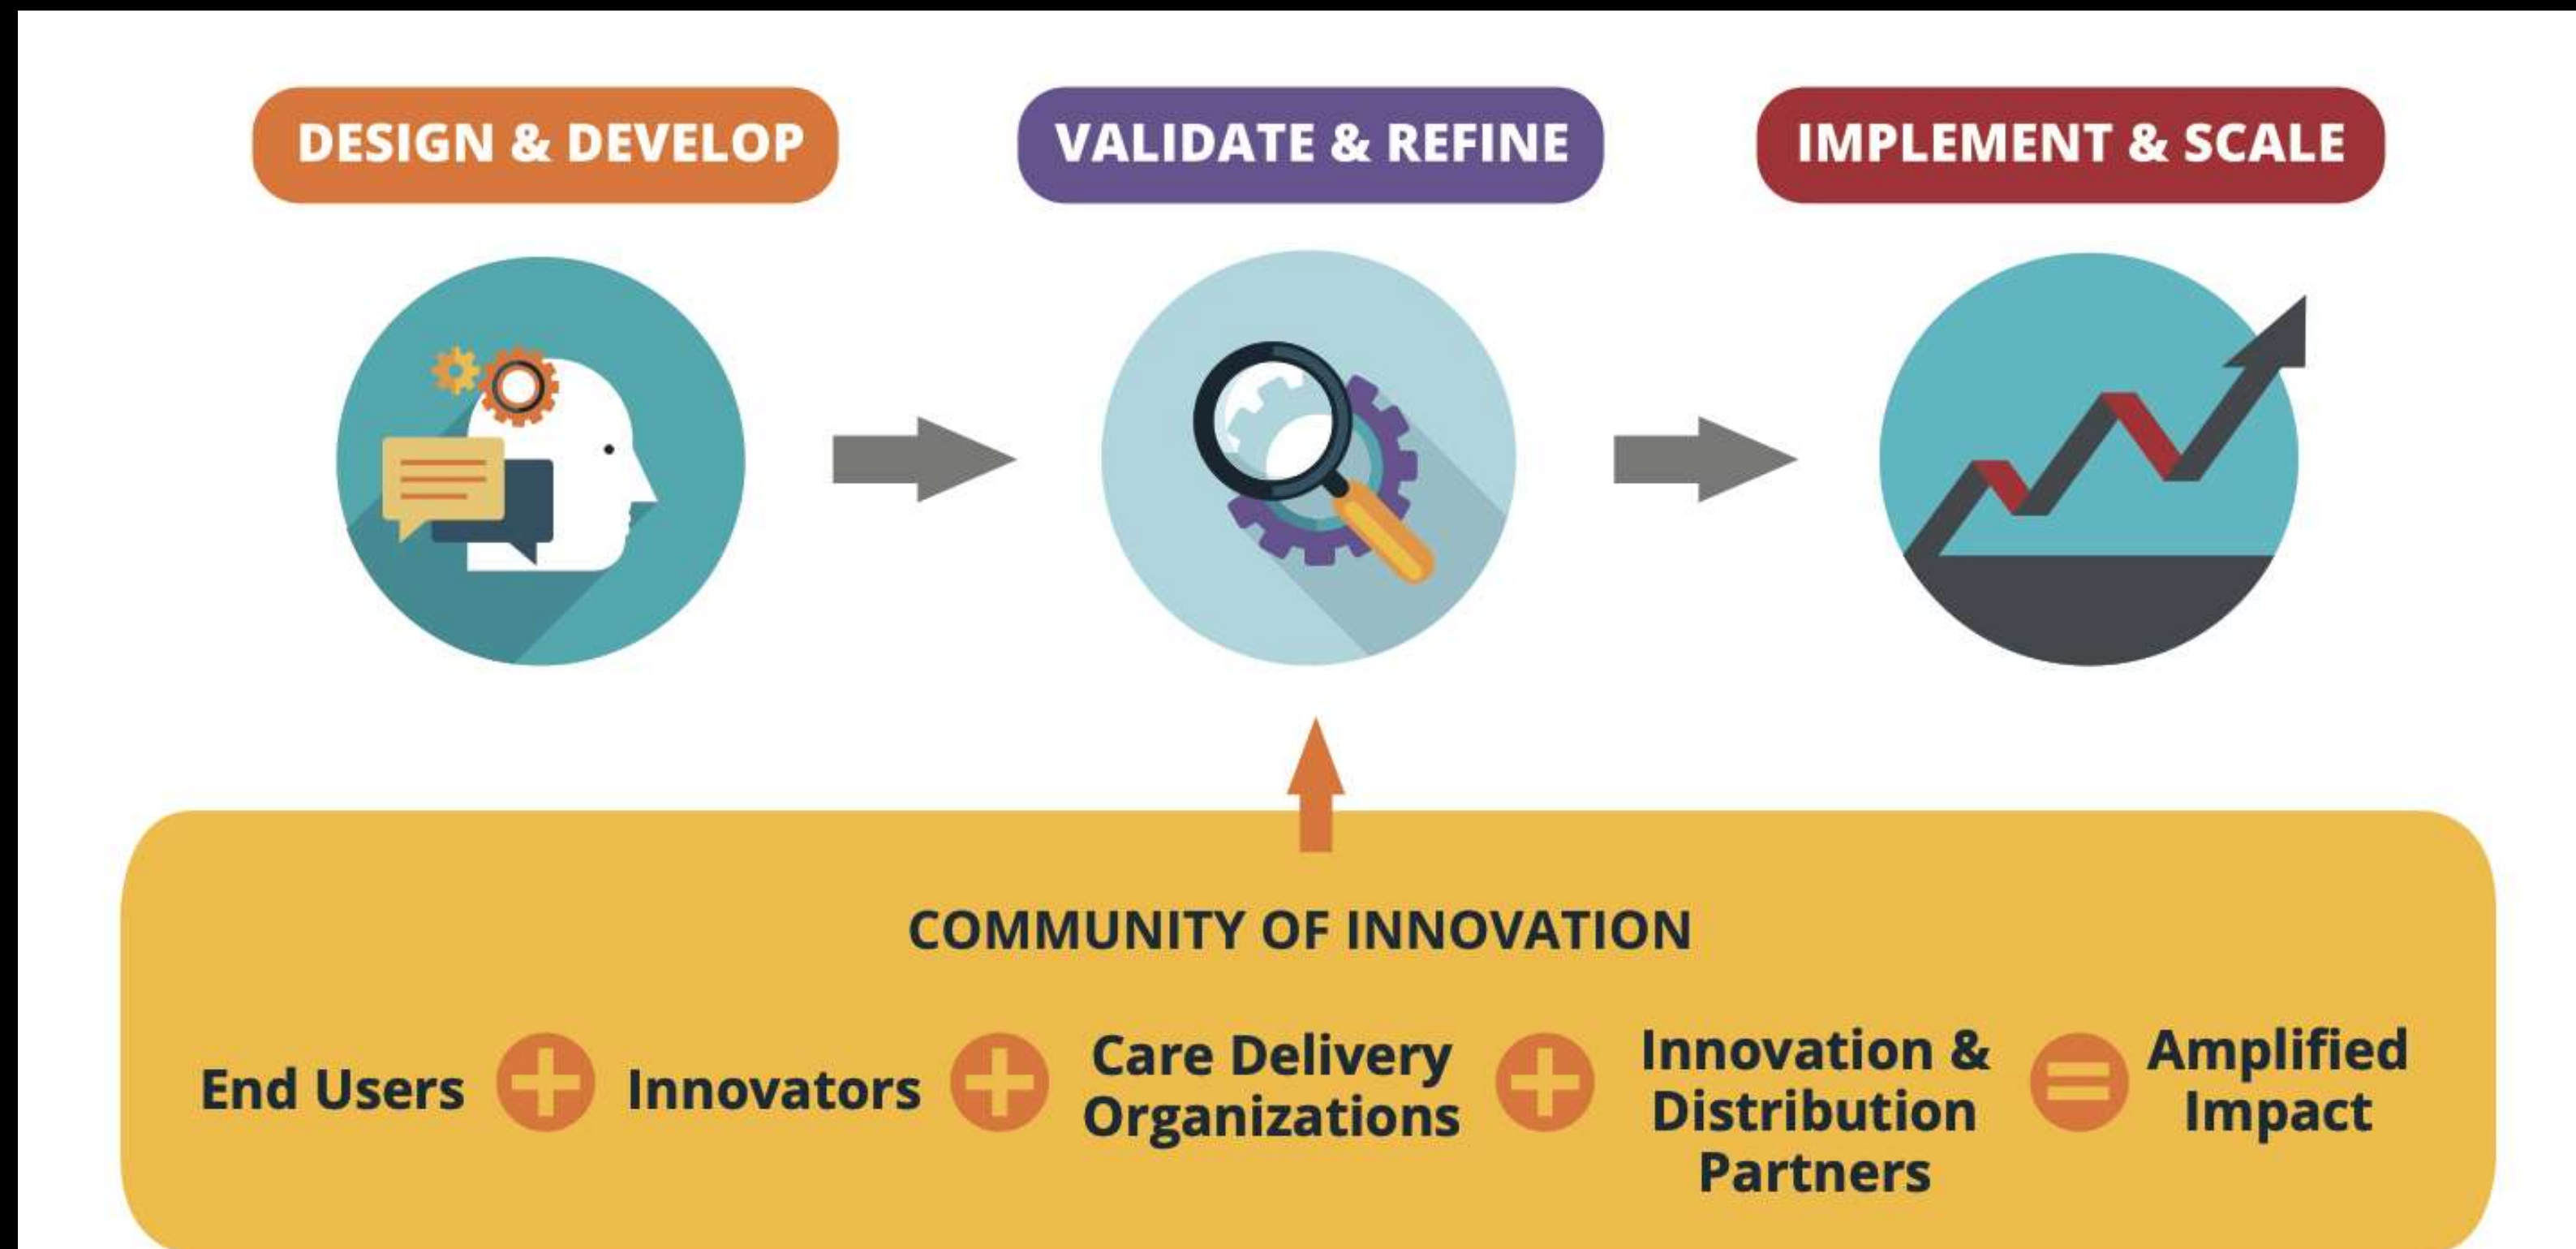 DESIGN & DEVELOP
VALIDATE & REFINE
IMPLEMENT & SCALE
COMMUNITY OF INNOVATION
End Users
Innovators
Care Delivery
Organizations
Innovation &
Distribution
Partners
Amplified
Impact